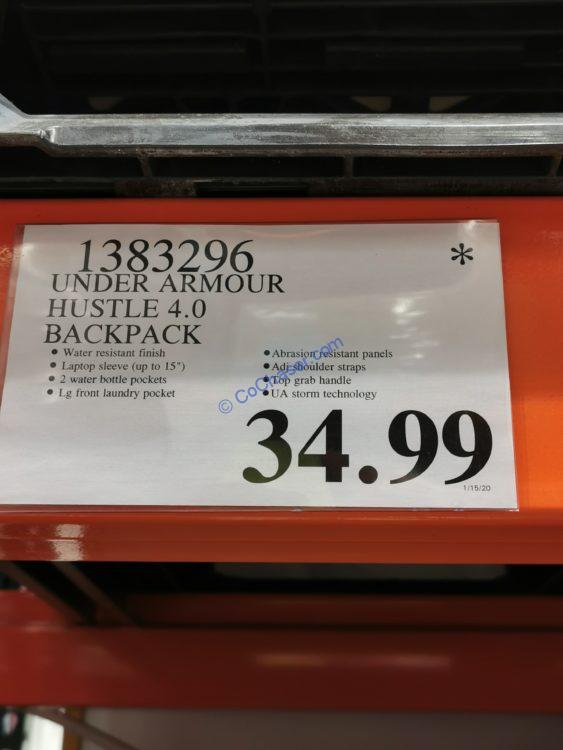 1383296 *
UNDER ARMOUR
HUSTLE 4.0
BACKPACK
• Water resistant finish
• Laptop sleeve (up to 15")
• 2 water bottle pockets
• Lg front laundry pocket
• Abrasion resistant panels
• Adj shoulder straps
• Top grab handle
• UA storm technology
© CoChaser.com
34.99
1/15/20